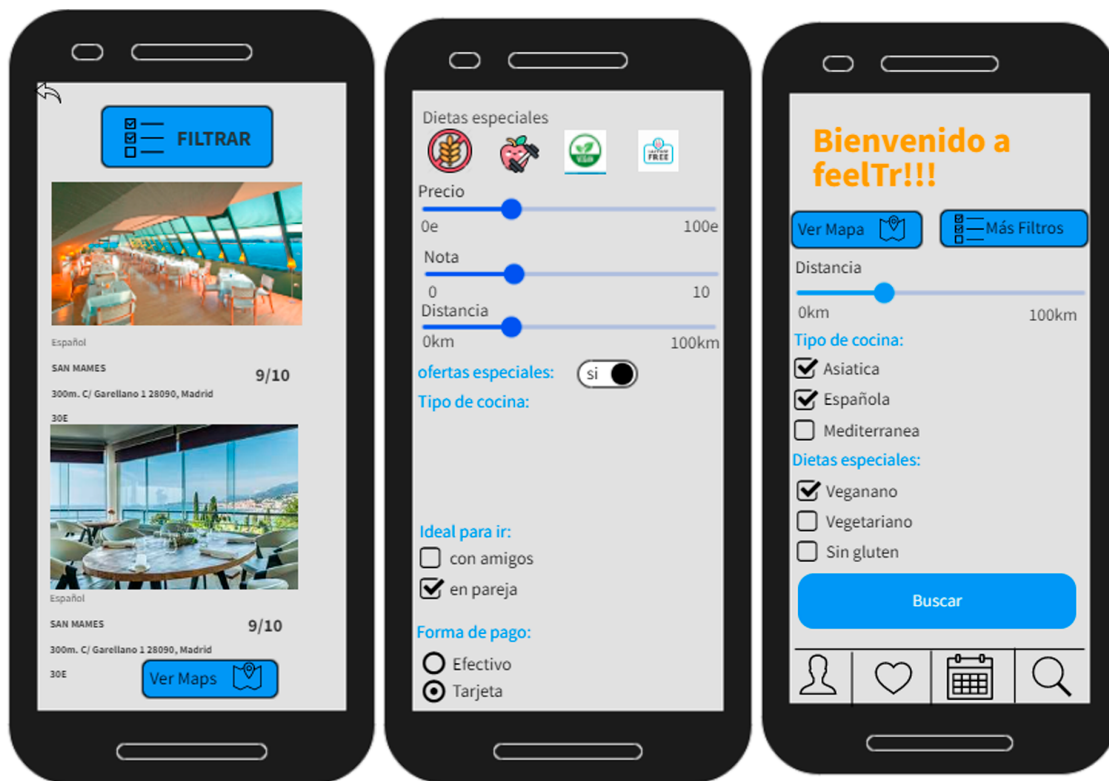 FILTRAR
Español
SAN MAMES
9/10
300m. C/ Garellano 1 28090, Madrid
30E
Español
SAN MAMES
9/10
300m. C/ Garellano 1 28090, Madrid
30E
Ver Maps
Dietas especiales
VEGAN
FREE
Precio
0e 100e
Nota
0 10
Distancia
0km 100km
ofertas especiales: si
Tipo de cocina:
Ideal para ir:
con amigos
en pareja
Forma de pago:
Efectivo
Tarjeta
Bienvenido a
feelTr!!!
Ver Mapa
Más Filtros
Distancia
0km 100km
Tipo de cocina:
Asiatica
Española
Mediterranea
Dietas especiales:
Veganano
Vegetariano
Sin gluten
Buscar